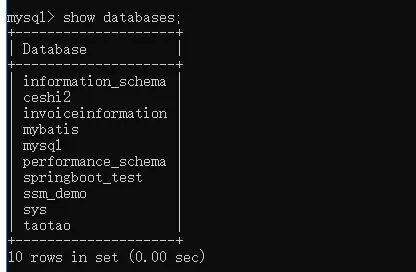 mysql> show databases;
+--------------------+
| Database           |
+--------------------+
| information_schema |
| ceshi2             |
| invoiceinformation |
| mybatis            |
| mysql              |
| performance_schema |
| springboot_test    |
| ssm_demo           |
| sys                |
| taotao             |
+--------------------+
10 rows in set (0.00 sec)